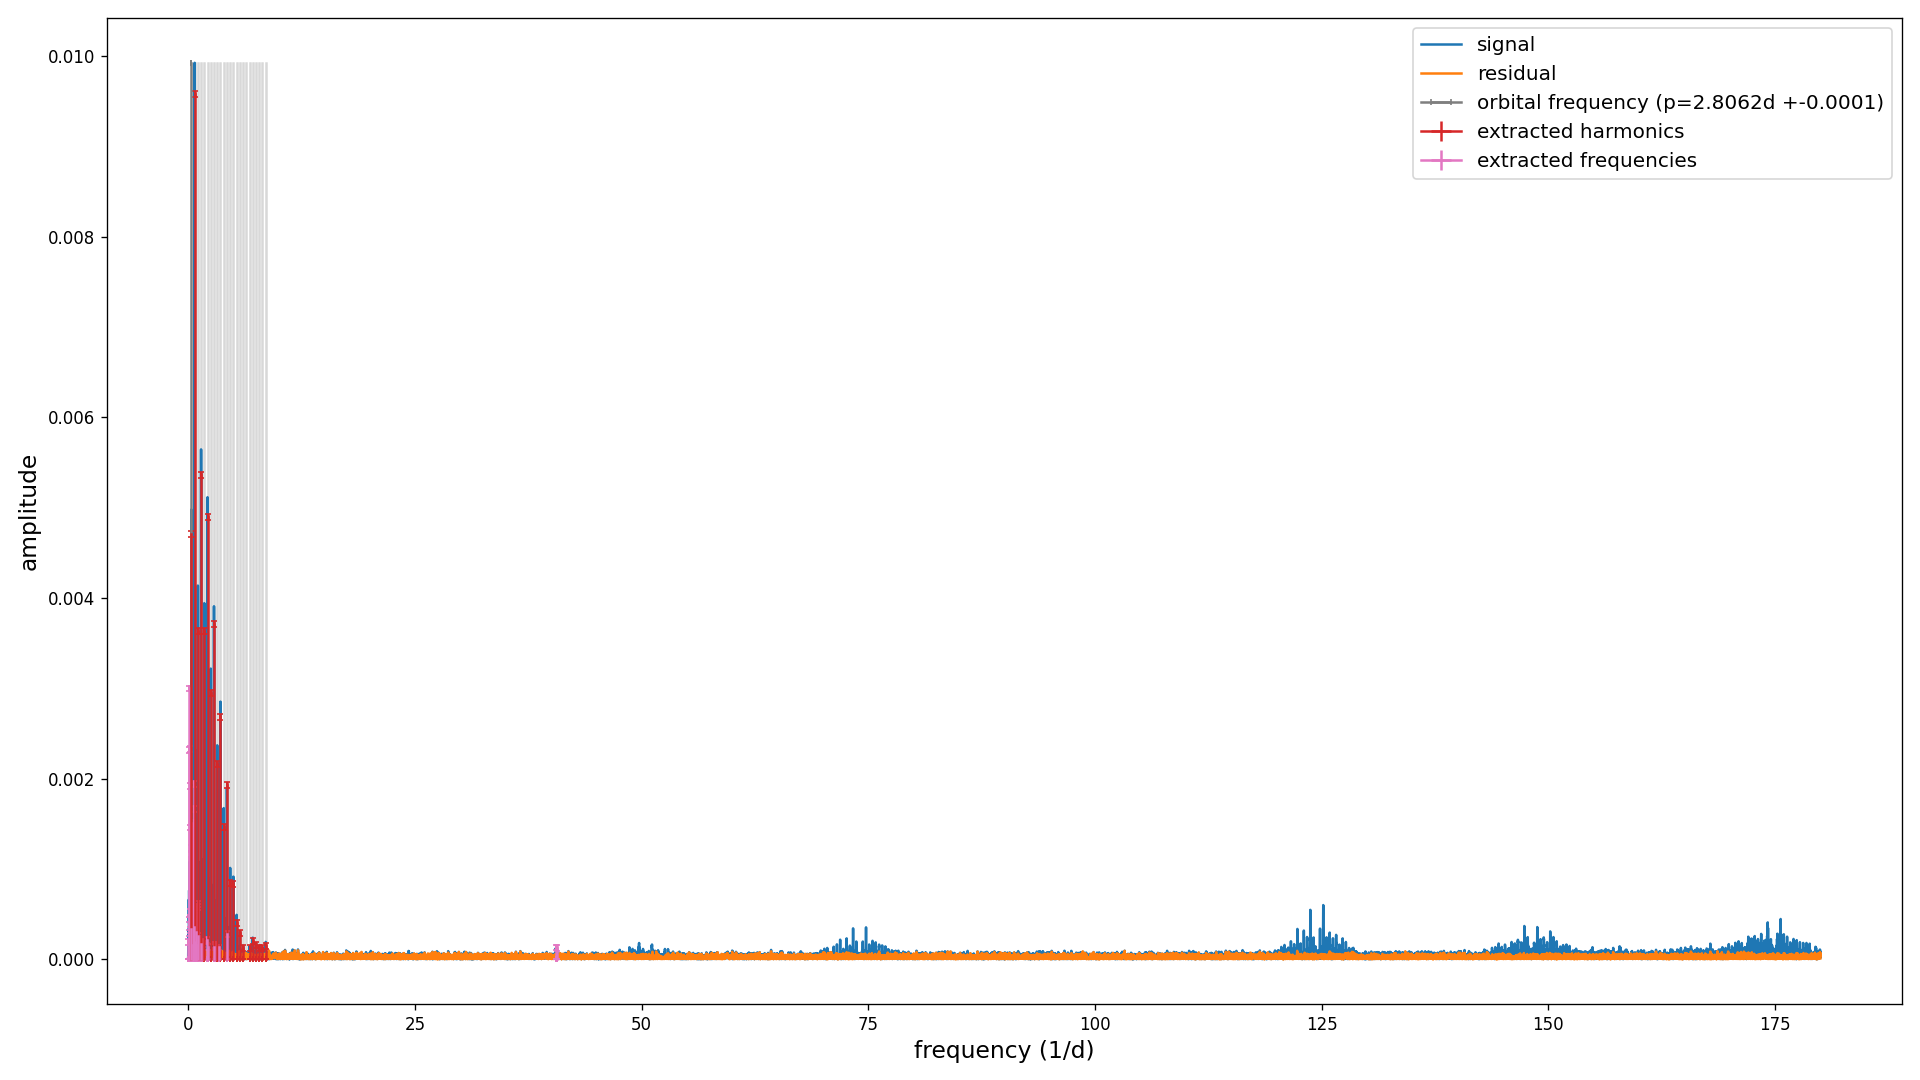 signal
residual
orbital frequency (p=2.8062d +-0.0001)
extracted harmonics
extracted frequencies
0.010
0.008
0.006
0.004
0.002
0.000
amplitude
0 25 50 75 100 125 150 175
frequency (1/d)